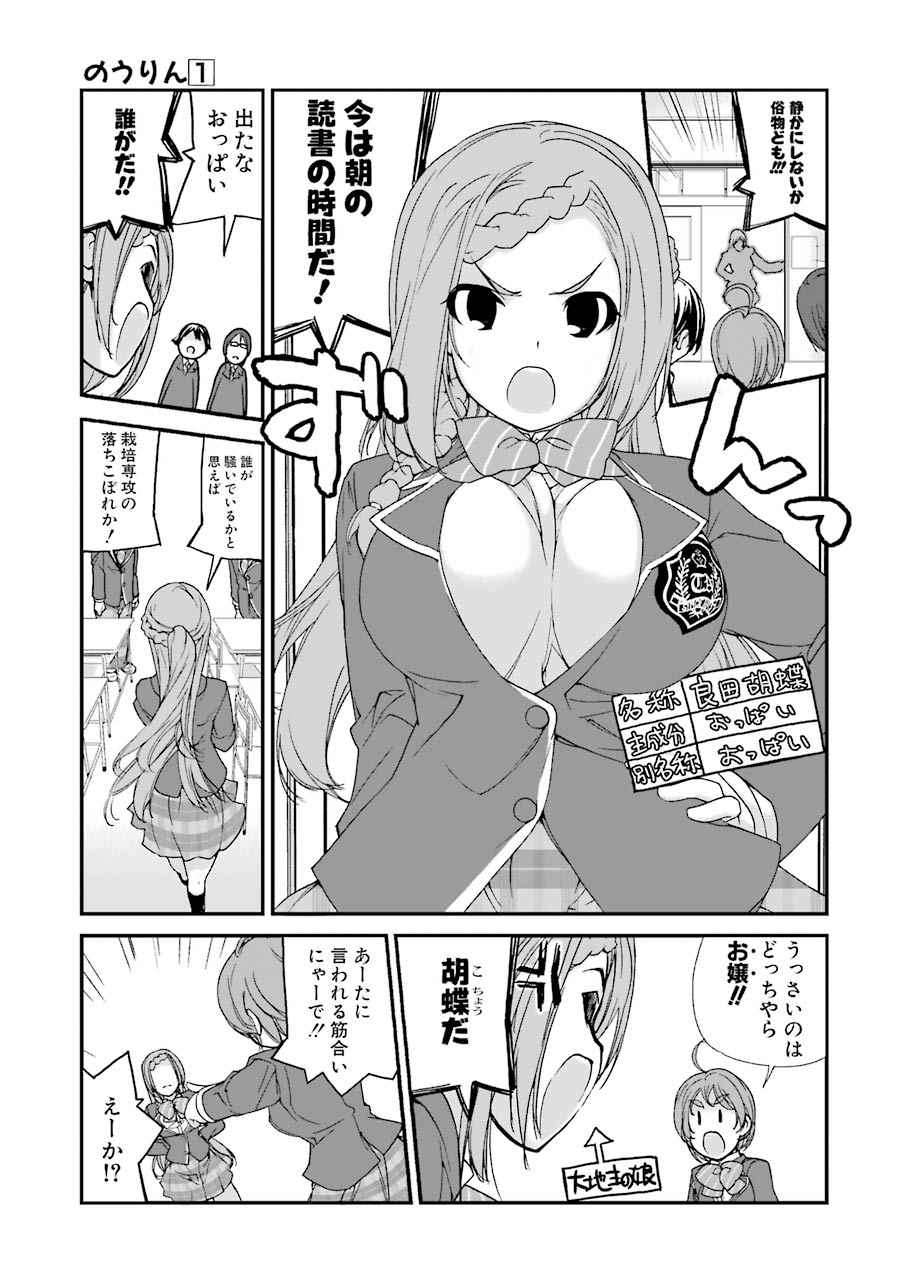 のうりん1
静かにしないか
俗物ども!!!
今は朝の
読書の時間だ!
ずんっ
名称 良田胡蝶
主成分 おっぱい
別名称 おっぱい
出たな
おっぱい
誰がだ!!
誰が
騒いでいるかと
思えば
栽培専攻の
落ちこぼれか!
うっさいのは
どっちやら
お嬢!!
胡蝶だ
こちょう
大地主の娘
あーたに
言われる筋合い
にゃーで!!
えーか!?